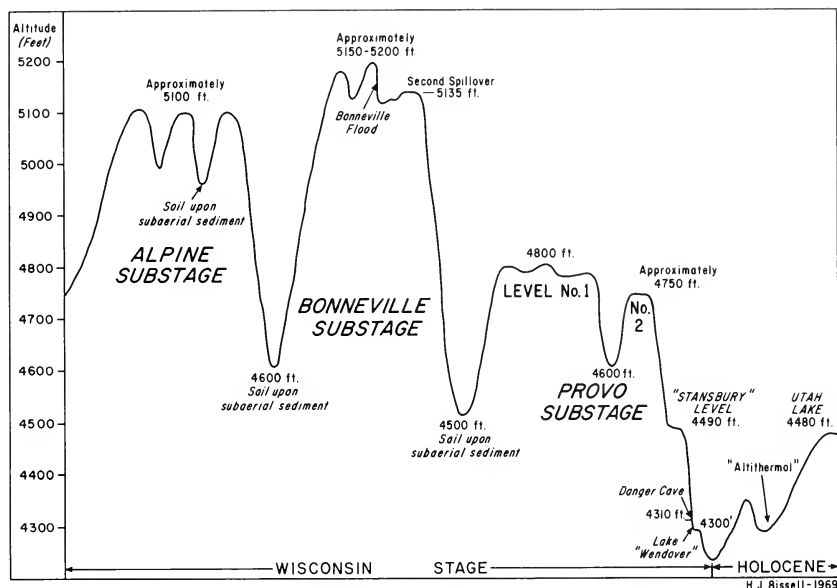 Altitude
(Feet)
5200
5100
5000
4900
4800
4700
4600
4500
4400
4300
Approximately
5100 ft.
Soil upon
subaerial sediment
ALPINE
SUBSTAGE
4600 ft.
Soil upon
subaerial sediment
Approximately
5150-5200 ft.
Bonneville
Flood
Second Spillover
5135 ft.
BONNEVILLE
SUBSTAGE
4500 ft.
Soil upon
subaerial sediment
4800 ft.
LEVEL No. 1
4600 ft.
Approximately
4750 ft.
No.
2
PROVO
SUBSTAGE
"STANSBURY"
LEVEL
4490 ft.
UTAH
LAKE
4480 ft.
"Altithermal"
Danger Cave
4310 ft.
4300'
Lake
"Wendover"
WISCONSIN STAGE
HOLOCENE
H.J. Bissell-1969